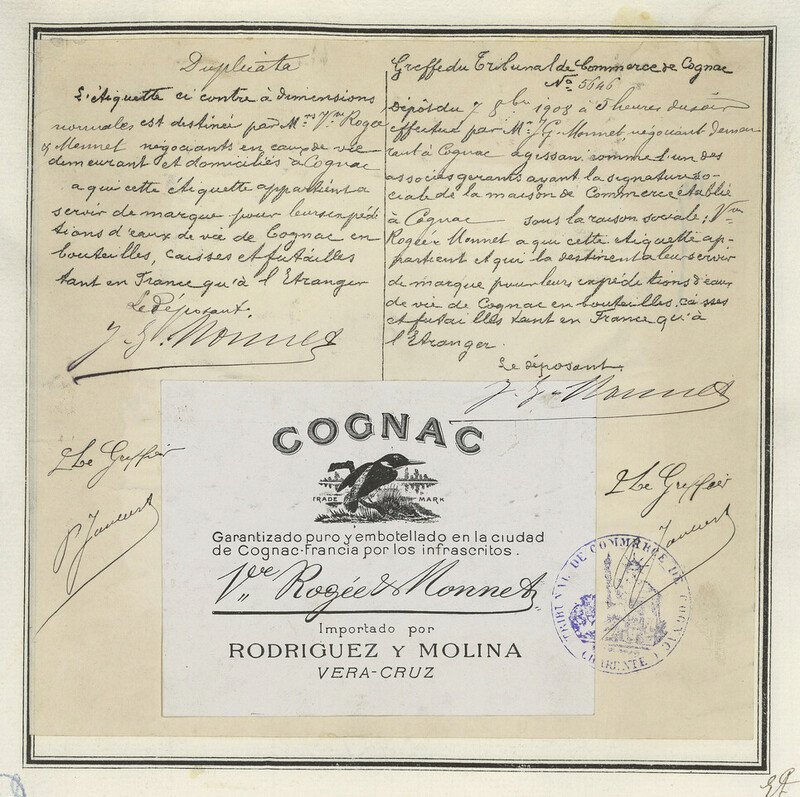 Duplicata
L'étiquette ci contre à dimensions
normales est destinée par Mrs Vve Rogée
& Monnet négociants en eaux de vie
demeurant et domiciliés à Cognac
a qui cette étiquette appartient a
servir de marque pour leurs expédi
tions d'eaux de vie de Cognac en
bouteilles, caisses et futailles
tant en France qu'à l'Etranger
Le déposant.
J. G. Monnet
Greffe du Tribunal de Commerce de Cognac
No 5646
dépôt du 7 8bre 1905 à 5 heures du soir
effectué par Mr J. G. Monnet négociant demeu
rant à Cognac agissant comme l'un des
associés gerants ayant la signature so-
ciale de la maison de Commerce établie
à Cognac sous la raison sociale; Vve
Rogée & Monnet a qui cette étiquette ap-
partient et qui la destinent a leur servir
de marque pour leurs expéditions d'eaux
de vie de Cognac en bouteilles, caisses
et futailles tant en France qu'à
l'Etranger.
Le déposant.
J. G. Monnet
Le Greffier
Le Greffier
COGNAC
TRADE MARK
Garantizado puro y embotellado en la ciudad
de Cognac-francia por los infrascritos.
Vve Rogée & Monnet
Importado por
RODRIGUEZ Y MOLINA
VERA-CRUZ
TRIBUNAL DE COMMERCE DE COGNAC
CHARENTE